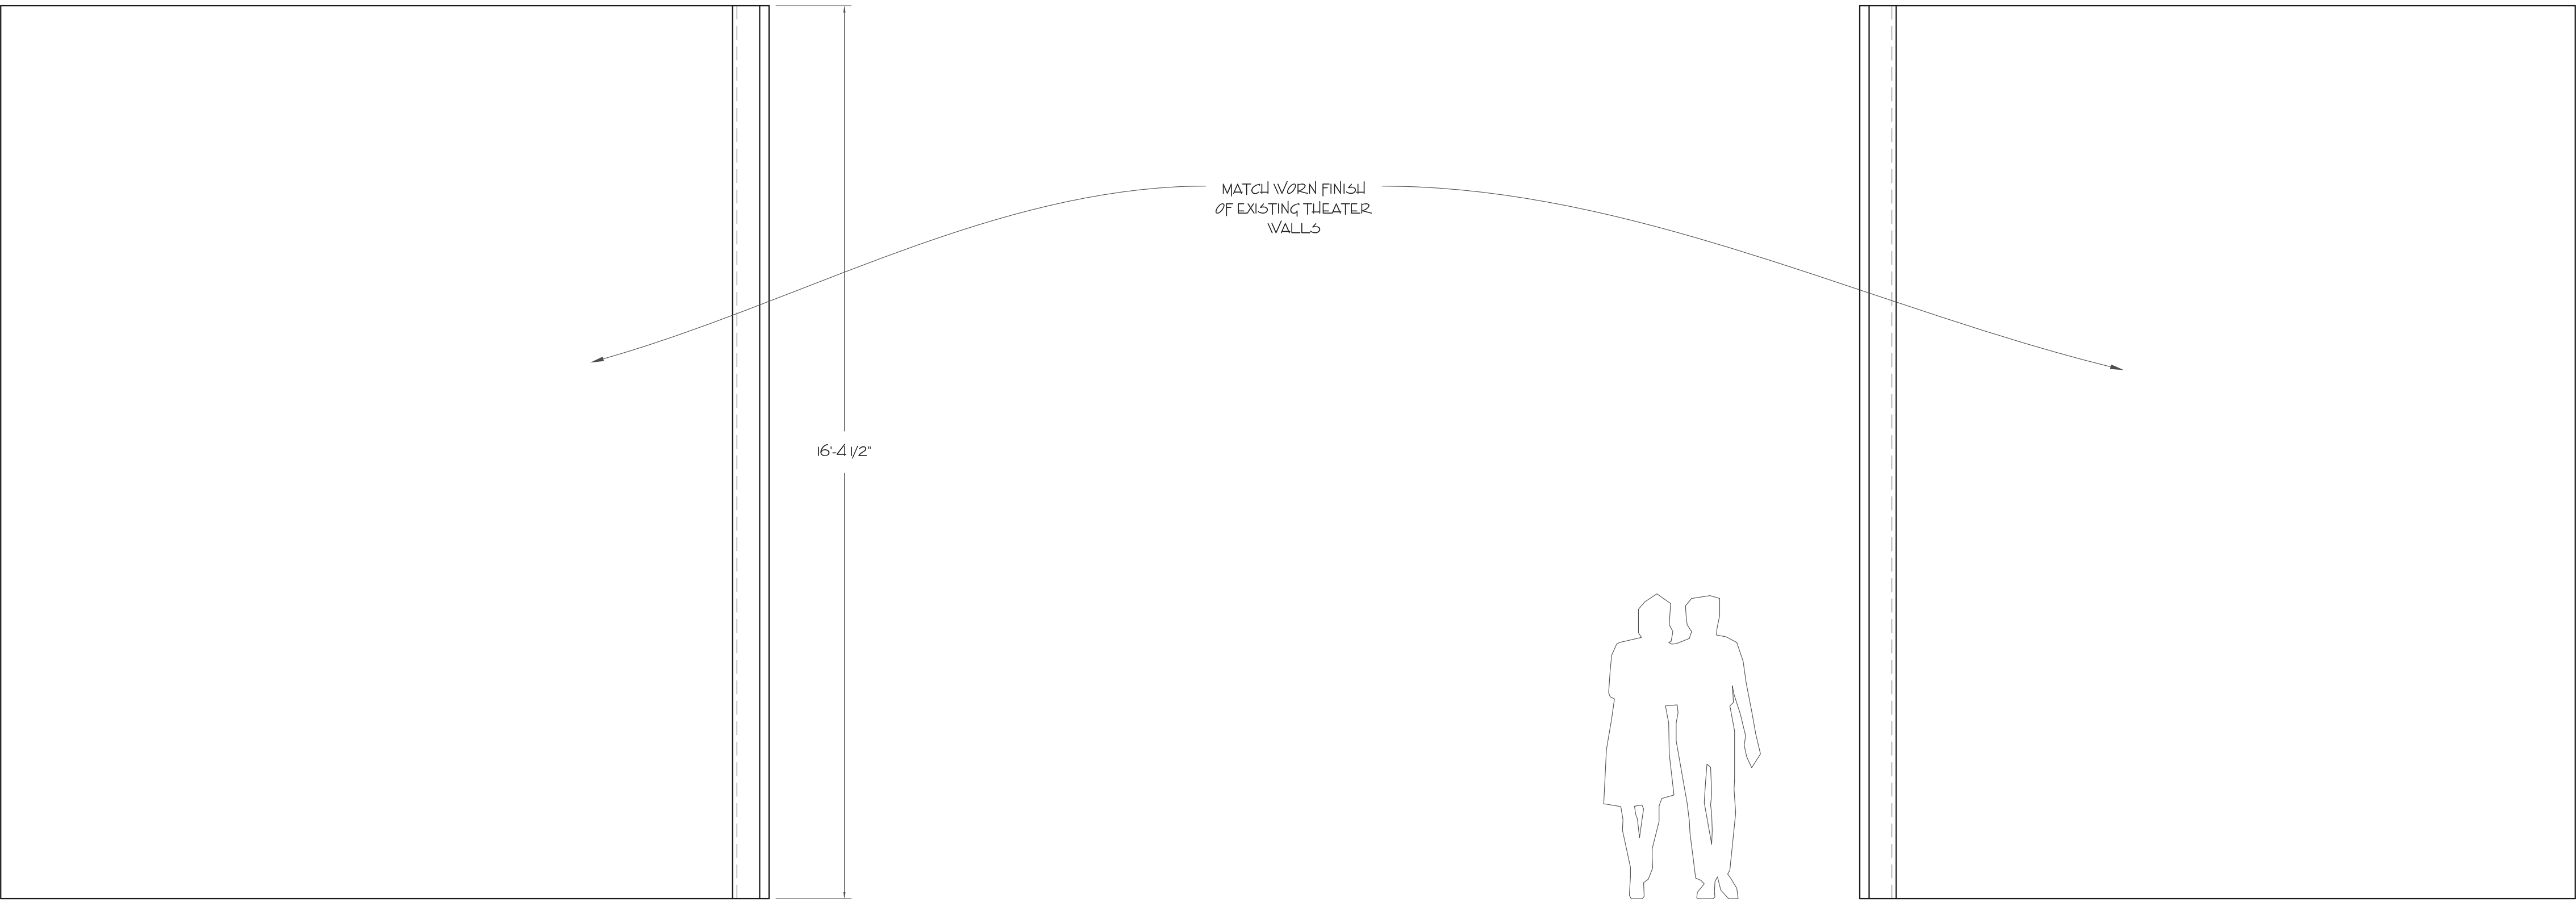 MATCH WORN FINISH
OF EXISTING THEATER
WALLS
16'-4 1/2"